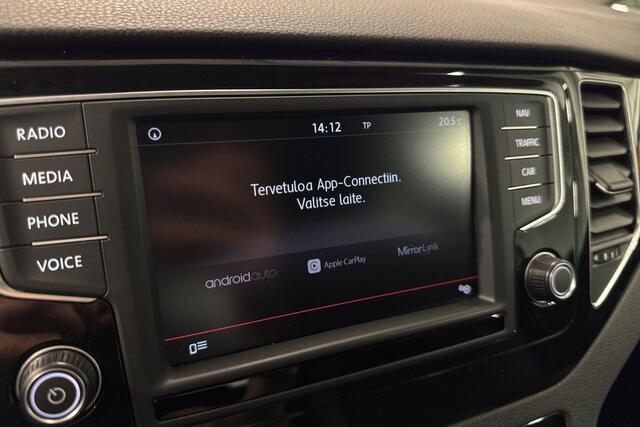 RADIO
MEDIA
PHONE
VOICE
14:12 TP 20.5°C
Tervetuloa App-Connectiin.
Valitse laite.
androidauto
Apple CarPlay
MirrorLink
NAV
TRAFFIC
CAR
MENU